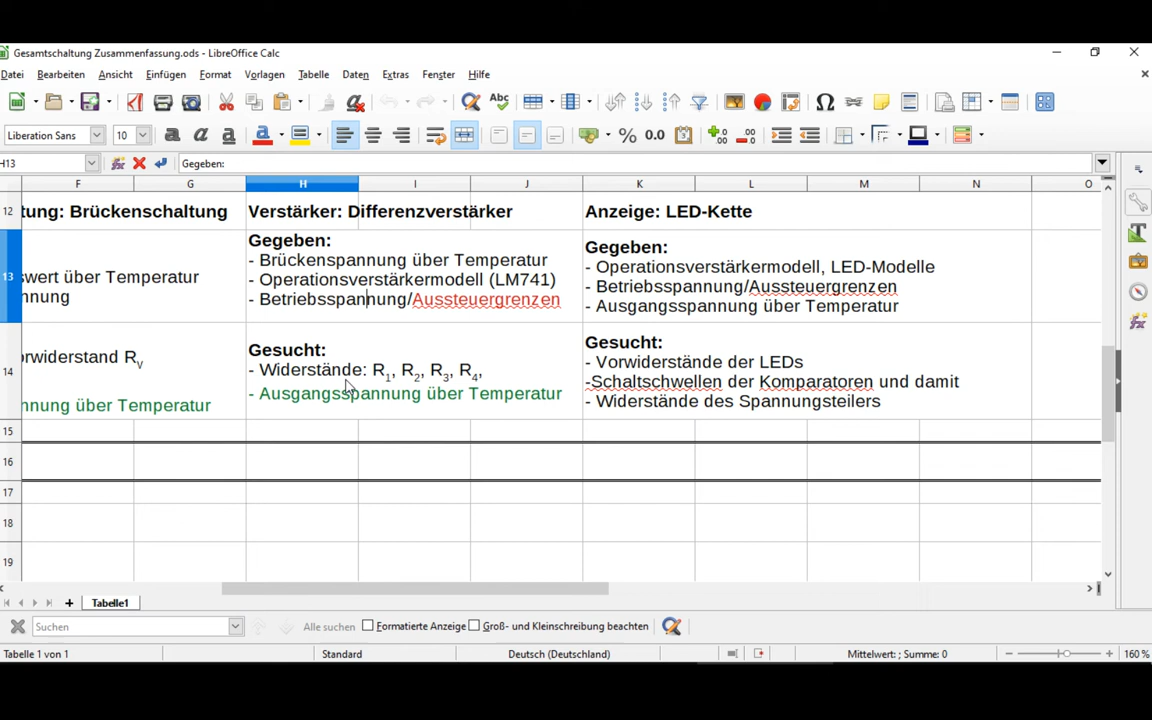 Gesamtschaltung Zusammenfassung.ods - LibreOffice Calc
Datei Bearbeiten Ansicht Einfügen Format Vorlagen Tabelle Daten Extras Fenster Hilfe
Liberation Sans 10
H13 Gegeben:
F G H I J K L M N O
12 tung: Brückenschaltung Verstärker: Differenzverstärker Anzeige: LED-Kette
13
swert über Temperatur
nnung
Gegeben:
- Brückenspannung über Temperatur
- Operationsverstärkermodell (LM741)
- Betriebsspannung/Aussteuergrenzen
Gegeben:
- Operationsverstärkermodell, LED-Modelle
- Betriebsspannung/Aussteuergrenzen
- Ausgangsspannung über Temperatur
14
orwiderstand RV
nnung über Temperatur
Gesucht:
- Widerstände: R1, R2, R3, R4,
- Ausgangsspannung über Temperatur
Gesucht:
- Vorwiderstände der LEDs
-Schaltschwellen der Komparatoren und damit
- Widerstände des Spannungsteilers
15
16
17
18
19
Tabelle1
Suchen Alle suchen Formatierte Anzeige Groß- und Kleinschreibung beachten
Tabelle 1 von 1 Standard Deutsch (Deutschland) Mittelwert: ; Summe: 0 160 %